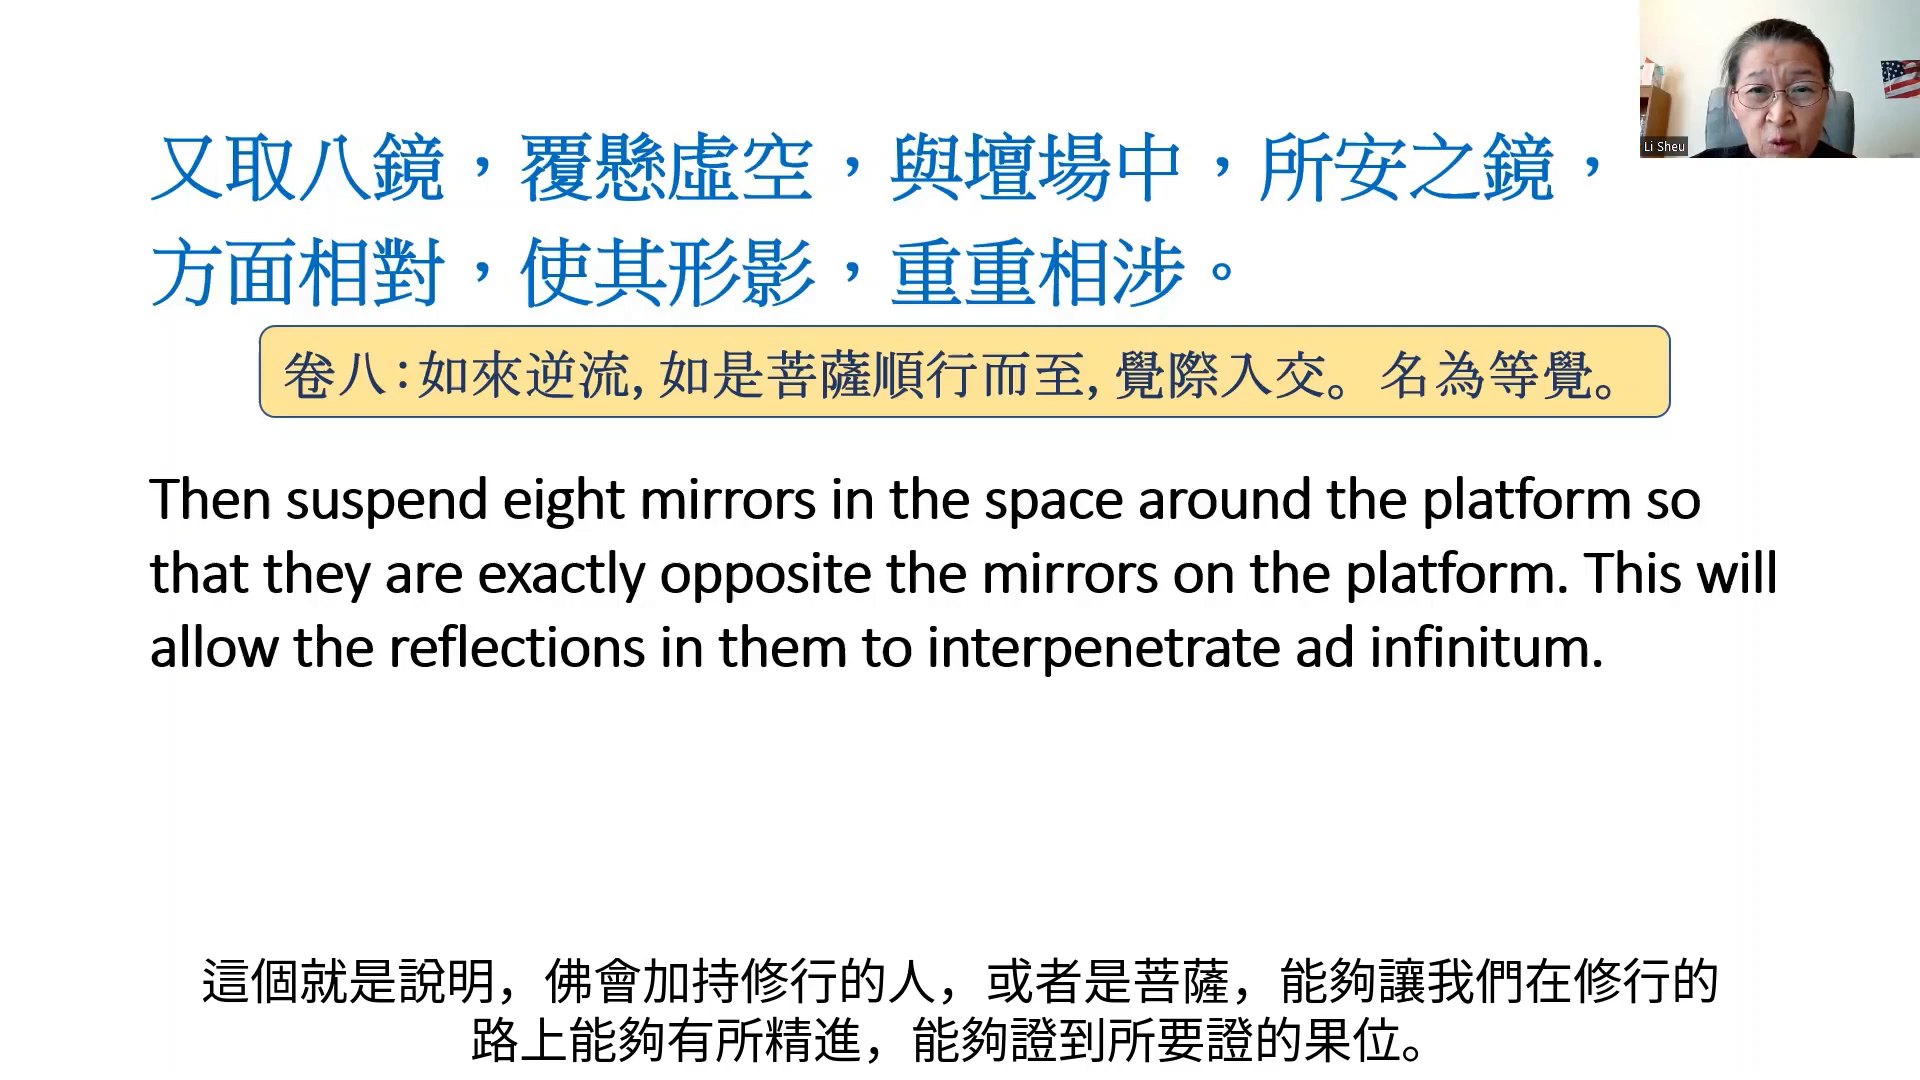 又取八鏡，覆懸虛空，與壇場中，所安之鏡，
方面相對，使其形影，重重相涉。
卷八：如來逆流, 如是菩薩順行而至, 覺際入交。名為等覺。
Then suspend eight mirrors in the space around the platform so
that they are exactly opposite the mirrors on the platform. This will
allow the reflections in them to interpenetrate ad infinitum.
Li Sheu
這個就是說明，佛會加持修行的人，或者是菩薩，能夠讓我們在修行的
路上能夠有所精進，能夠證到所要證的果位。